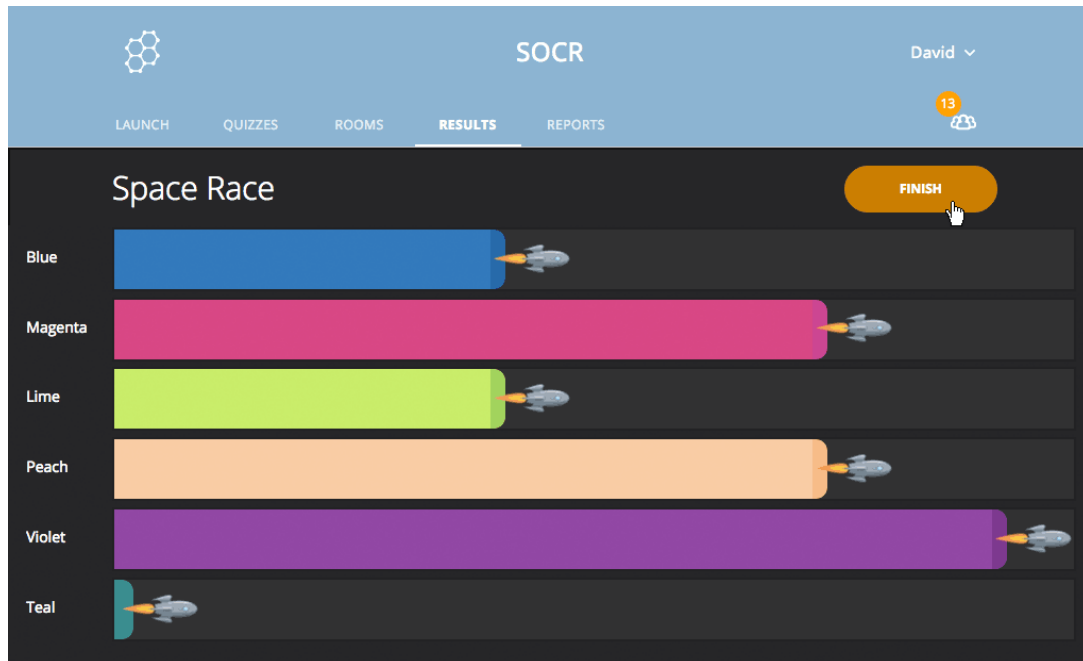 SOCR
David
13
LAUNCH QUIZZES ROOMS RESULTS REPORTS
Space Race
FINISH
Blue
Magenta
Lime
Peach
Violet
Teal